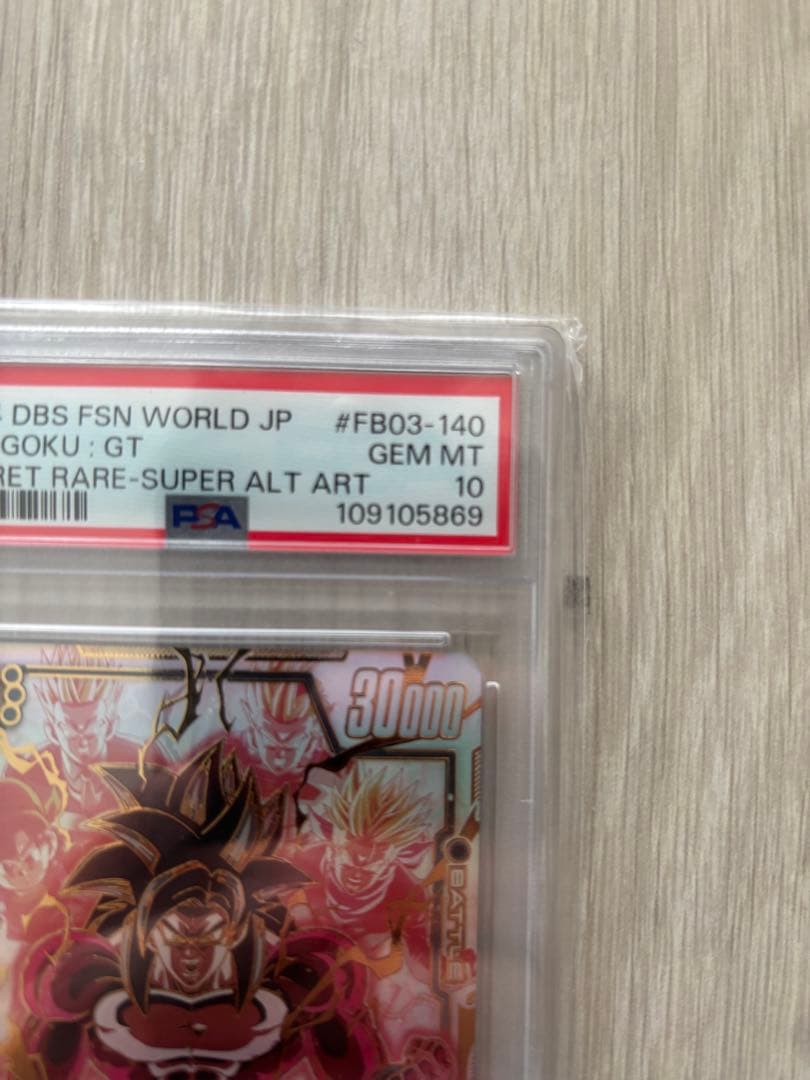 DBS FSN WORLD JP #FB03-140
GOKU : GT GEM MT
RET RARE-SUPER ALT ART 10
PSA 109105869
30000
BATTLE